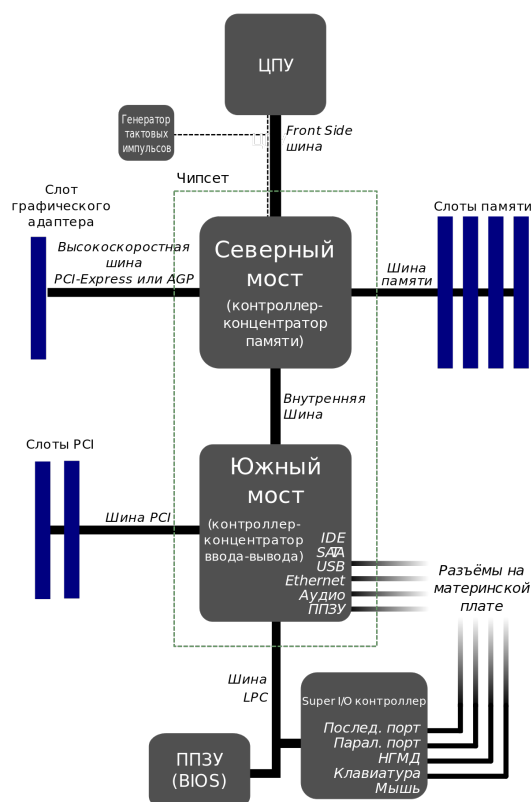 ЦПУ
Генератор
тактовых
импульсов
Front Side
шина
Чипсет
Слот
графического
адаптера
Высокоскоростная
шина
PCI-Express или AGP
Северный
мост
(контроллер-
концентратор
памяти)
Шина
памяти
Слоты памяти
Внутренняя
Шина
Слоты PCI
Шина PCI
Южный
мост
(контроллер-
концентратор
ввода-вывода)
IDE
SATA
USB
Ethernet
Аудио
ППЗУ
Разъёмы на
материнской
плате
Шина
LPC
Super I/O контроллер
Послед. порт
Парал. порт
НГМД
Клавиатура
Мышь
ППЗУ
(BIOS)